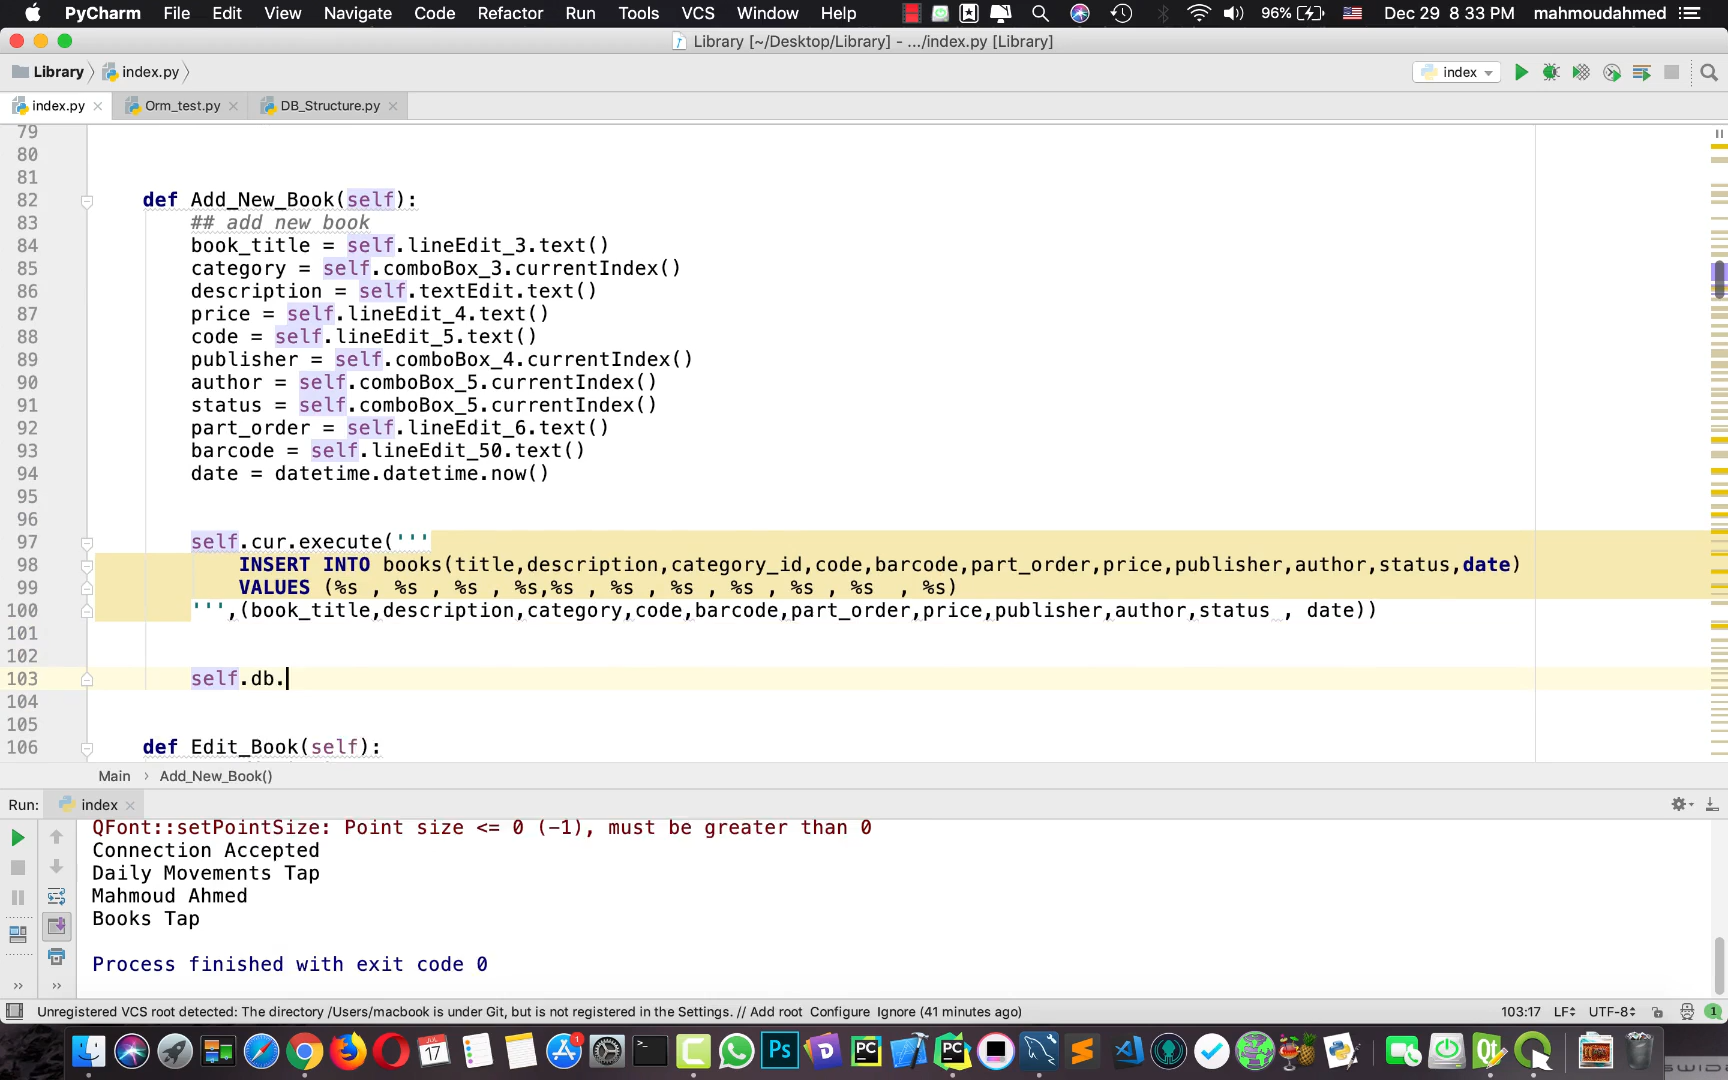 PyCharm File Edit View Navigate Code Refactor Run Tools VCS Window Help 96% Dec 29 8 33 PM mahmoudahmed
Library [~/Desktop/Library] - .../index.py [Library]
Library index.py index
index.py Orm_test.py DB_Structure.py
79
80
81
82 def Add_New_Book(self):
83 ## add new book
84 book_title = self.lineEdit_3.text()
85 category = self.comboBox_3.currentIndex()
86 description = self.textEdit.text()
87 price = self.lineEdit_4.text()
88 code = self.lineEdit_5.text()
89 publisher = self.comboBox_4.currentIndex()
90 author = self.comboBox_5.currentIndex()
91 status = self.comboBox_5.currentIndex()
92 part_order = self.lineEdit_6.text()
93 barcode = self.lineEdit_50.text()
94 date = datetime.datetime.now()
95
96
97 self.cur.execute('''
98 INSERT INTO books(title,description,category_id,code,barcode,part_order,price,publisher,author,status,date)
99 VALUES (%s , %s , %s , %s,%s , %s , %s , %s , %s , %s , %s)
100 ''',(book_title,description,category,code,barcode,part_order,price,publisher,author,status , date))
101
102
103 self.db.
104
105
106 def Edit_Book(self):
Main › Add_New_Book()
Run: index
QFont::setPointSize: Point size <= 0 (-1), must be greater than 0
Connection Accepted
Daily Movements Tap
Mahmoud Ahmed
Books Tap
Process finished with exit code 0
Unregistered VCS root detected: The directory /Users/macbook is under Git, but is not registered in the Settings. // Add root Configure Ignore (41 minutes ago) 103:17 LF UTF-8 1
JUL 17 1 Ps PC PC Qt